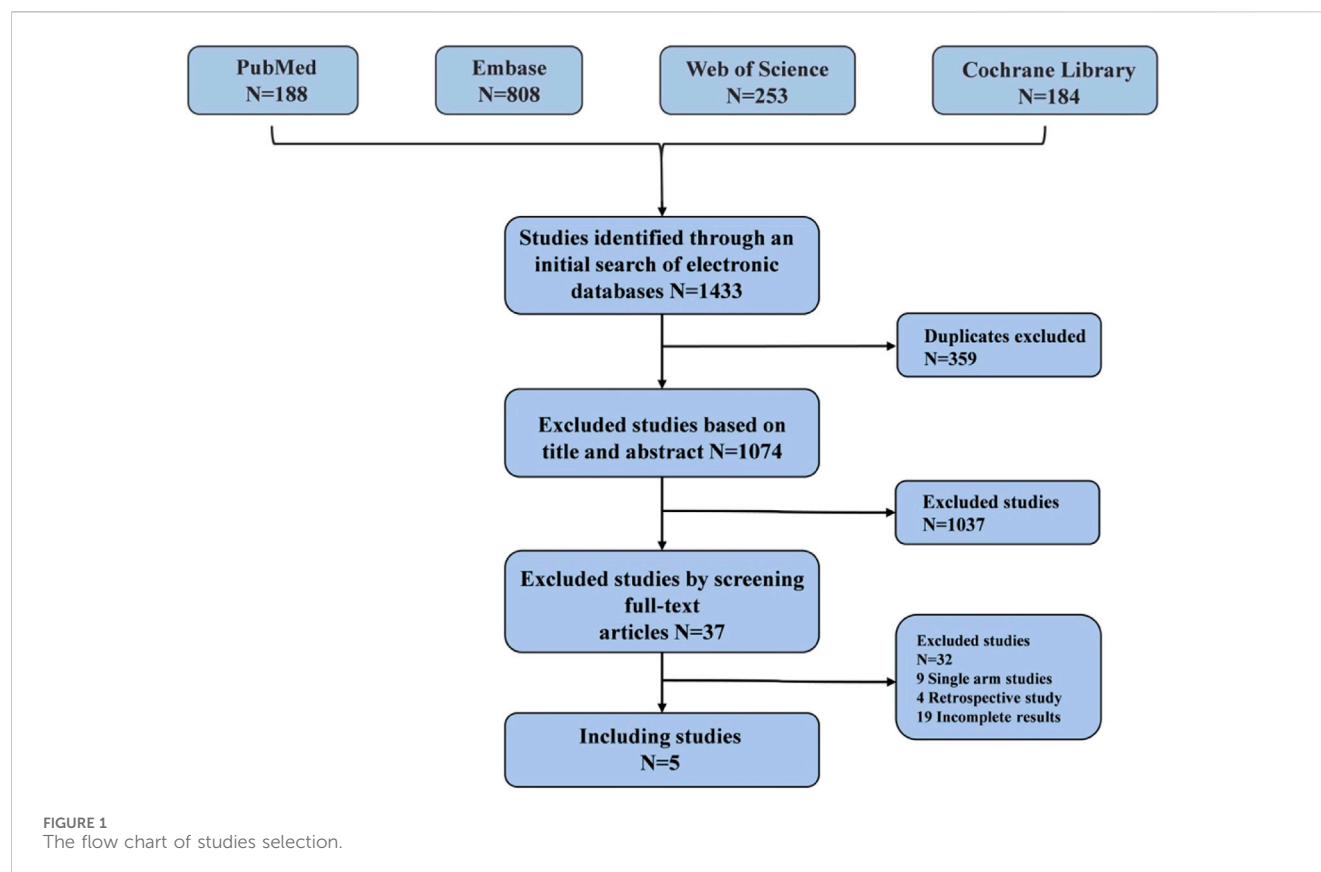 PubMed
N=188
Embase
N=808
Web of Science
N=253
Cochrane Library
N=184
Studies identified through an
initial search of electronic
databases N=1433
Duplicates excluded
N=359
Excluded studies based on
title and abstract N=1074
Excluded studies
N=1037
Excluded studies by screening
full-text
articles N=37
Excluded studies
N=32
9 Single arm studies
4 Retrospective study
19 Incomplete results
Including studies
N=5
FIGURE 1
The flow chart of studies selection.